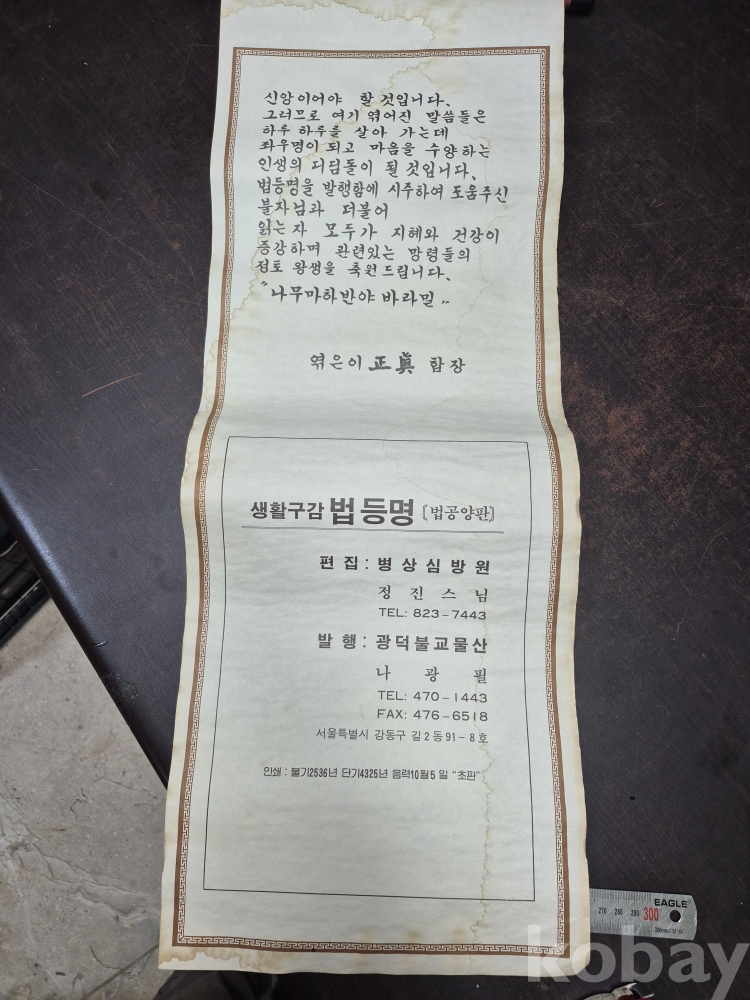 신앙이어야 할 것입니다.
그러므로 여기 엮어진 말씀들은
하루 하루를 살아 가는데
좌우명이 되고 마음을 수양하는
인생의 디딤돌이 될 것입니다.
법등명을 발행함에 시주하여 도움주신
불자님과 더불어
읽는자 모두가 지혜와 건강이
증강하며 관련있는 망령들의
정토 왕생을 축원드립니다.
"나무마하반야 바라밀"
엮은이 正眞 합장
생활구감 법등명 [법공양판]
편 집 : 병 상 심 방 원
정 진 스 님
TEL: 823-7443
발 행 : 광덕불교물산
나 광 필
TEL: 470-1443
FAX: 476-6518
서울특별시 강동구 길2동91-8호
인쇄 : 불기2536년 단기4325년 음력10월5일 "초판"
EAGLE
270 280 290 300
kobay